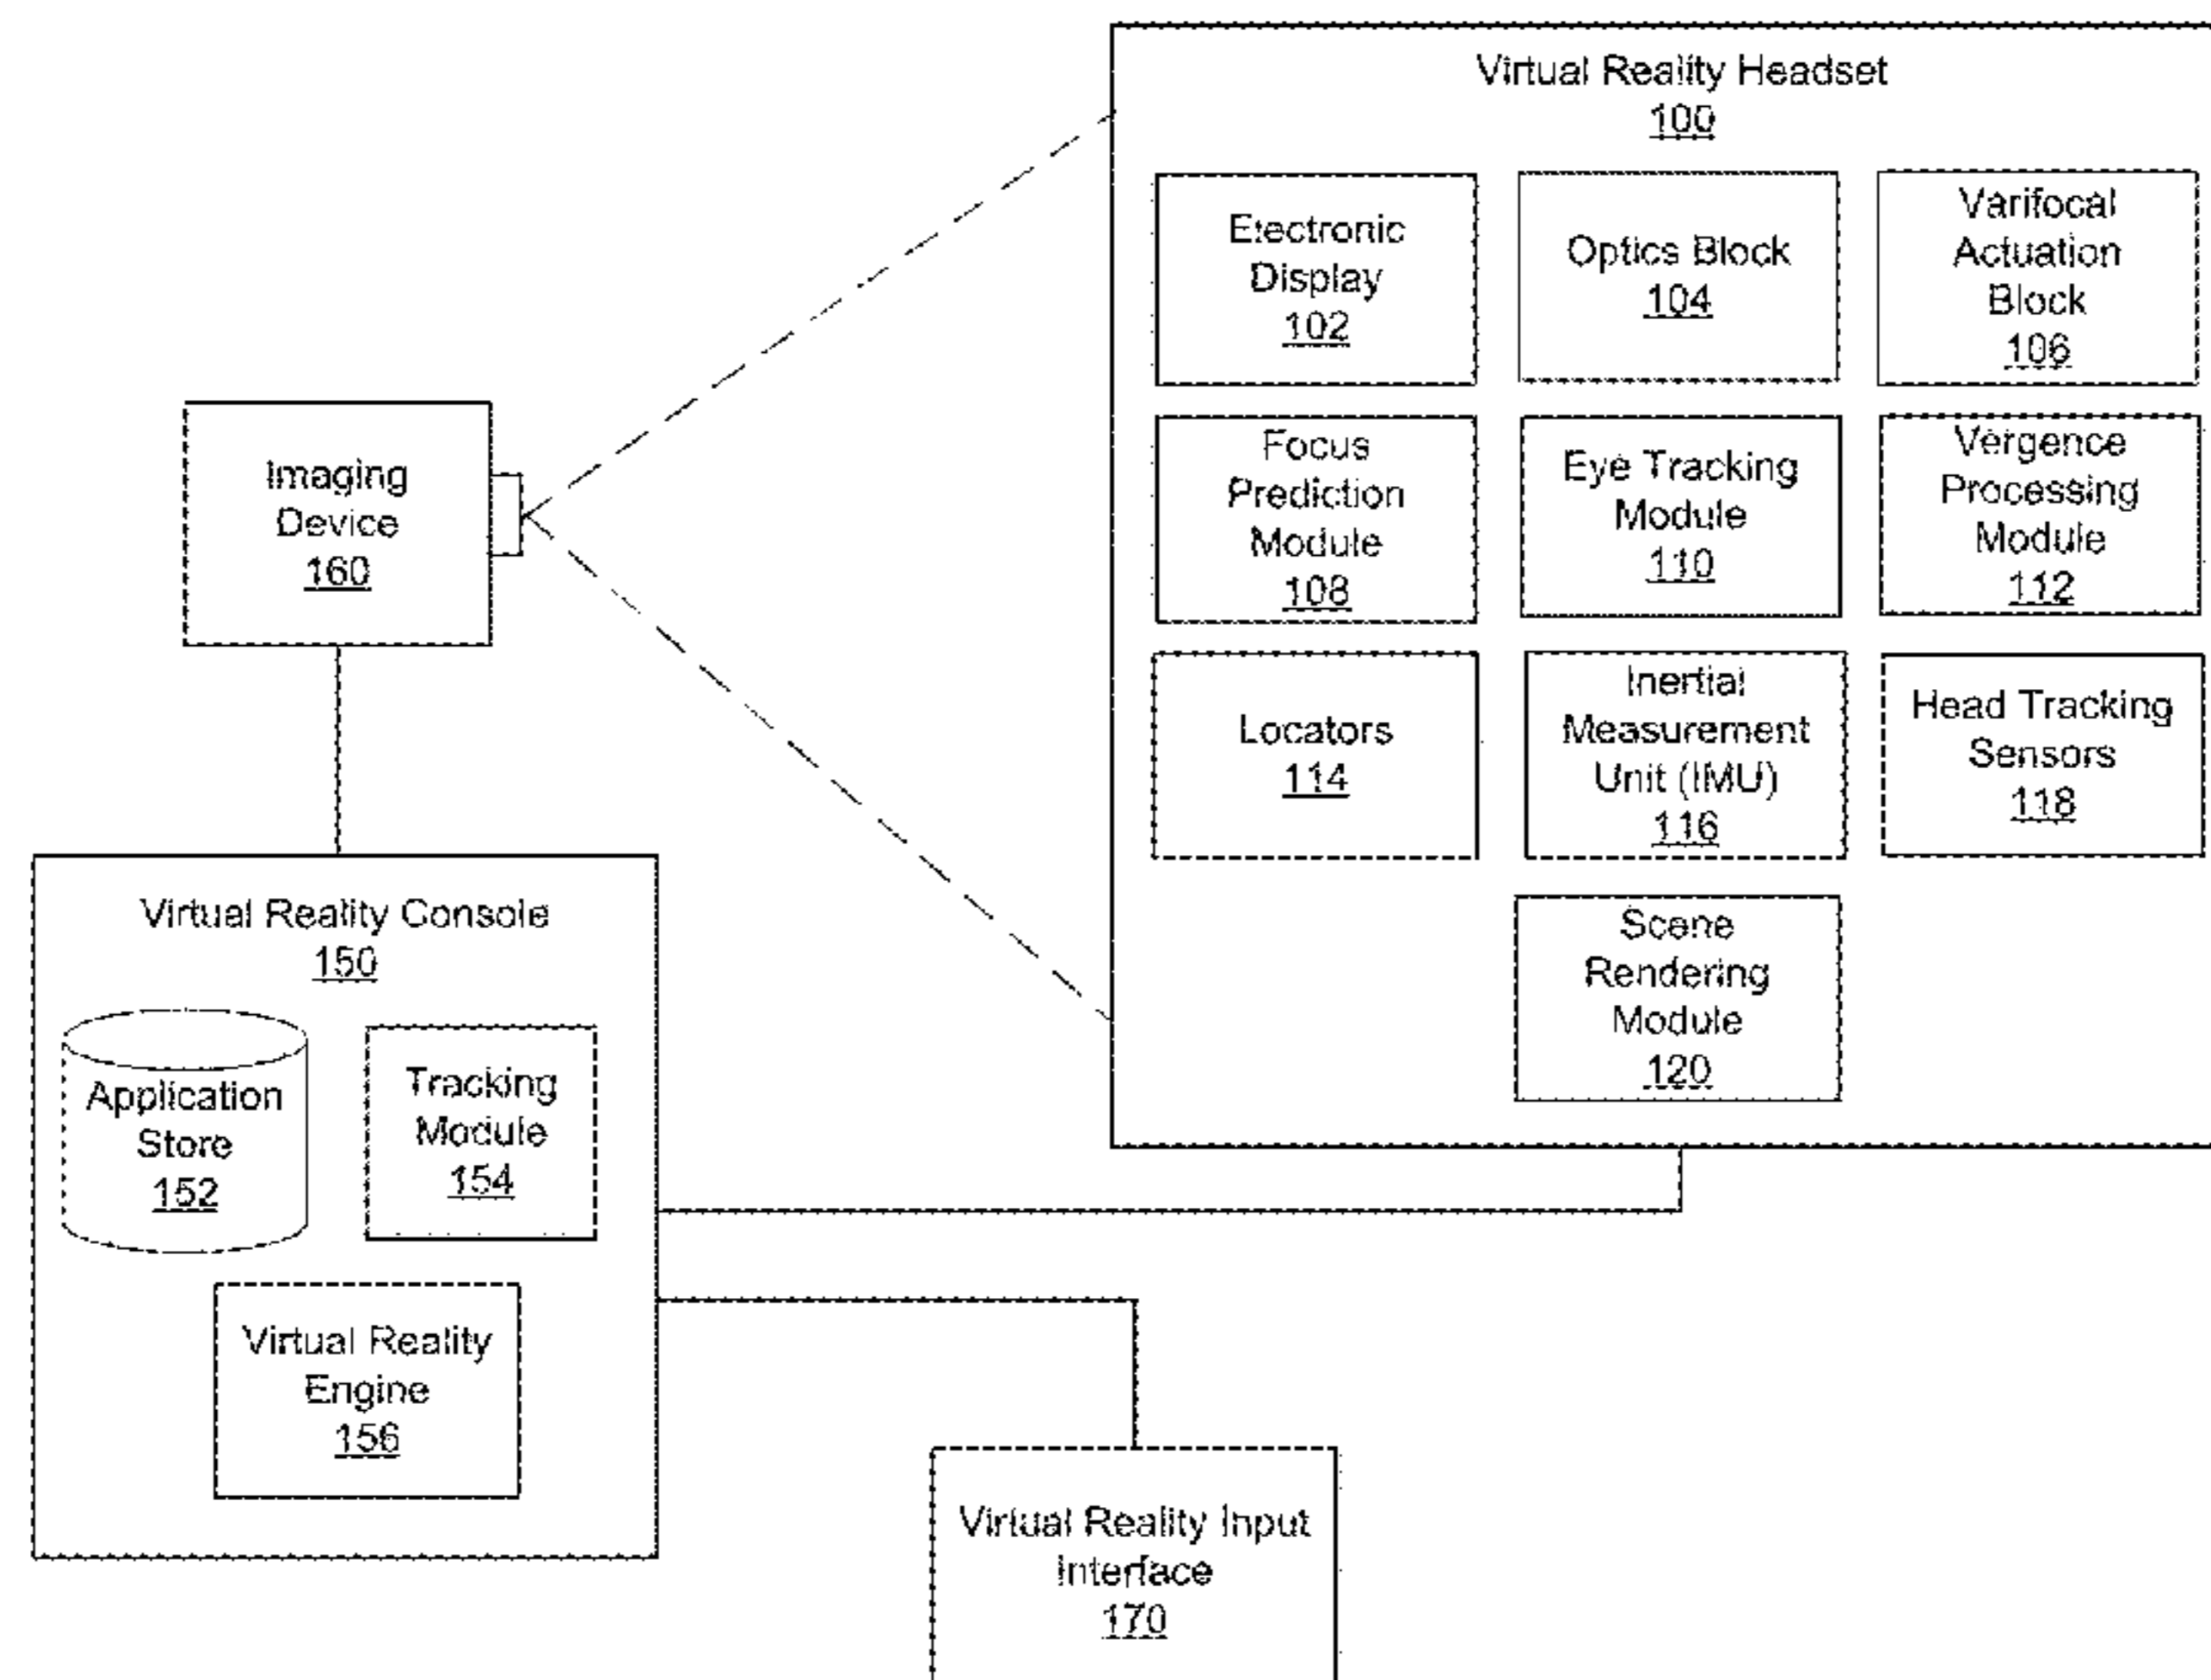 Virtual Reality Headset
100
Electronic
Display
102
Optics Block
104
Varifocal
Actuation
Block
106
Focus
Prediction
Module
108
Eye Tracking
Module
110
Vergence
Processing
Module
112
Locators
114
Inertial
Measurement
Unit (IMU)
116
Head Tracking
Sensors
118
Scene
Rendering
Module
120
Imaging
Device
160
Virtual Reality Console
150
Application
Store
152
Tracking
Module
154
Virtual Reality
Engine
156
Virtual Reality Input
Interface
170